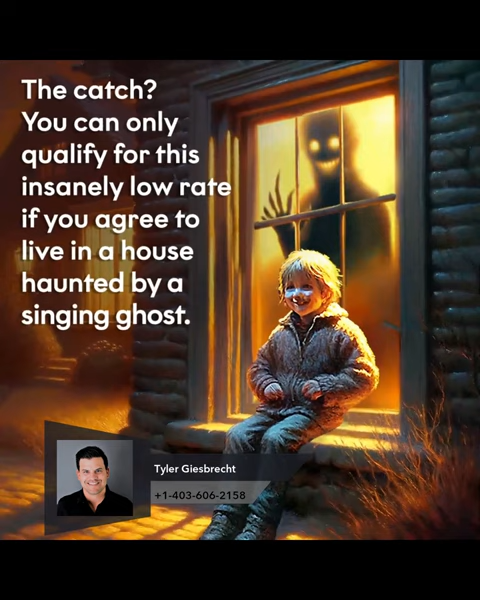 The catch?
You can only
qualify for this
insanely low rate
if you agree to
live in a house
haunted by a
singing ghost.
Tyler Giesbrecht
+1-403-606-2158